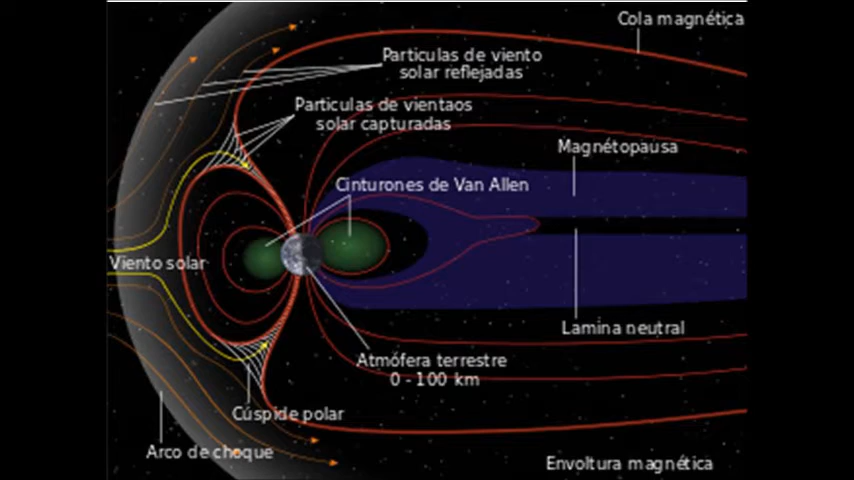 Cola magnética
Particulas de viento
solar reflejadas
Particulas de vientaos
solar capturadas
Magnétopausa
Cinturones de Van Allen
Viento solar
Lamina neutral
Atmófera terrestre
0 - 100 km
Cúspide polar
Arco de choque
Envoltura magnética